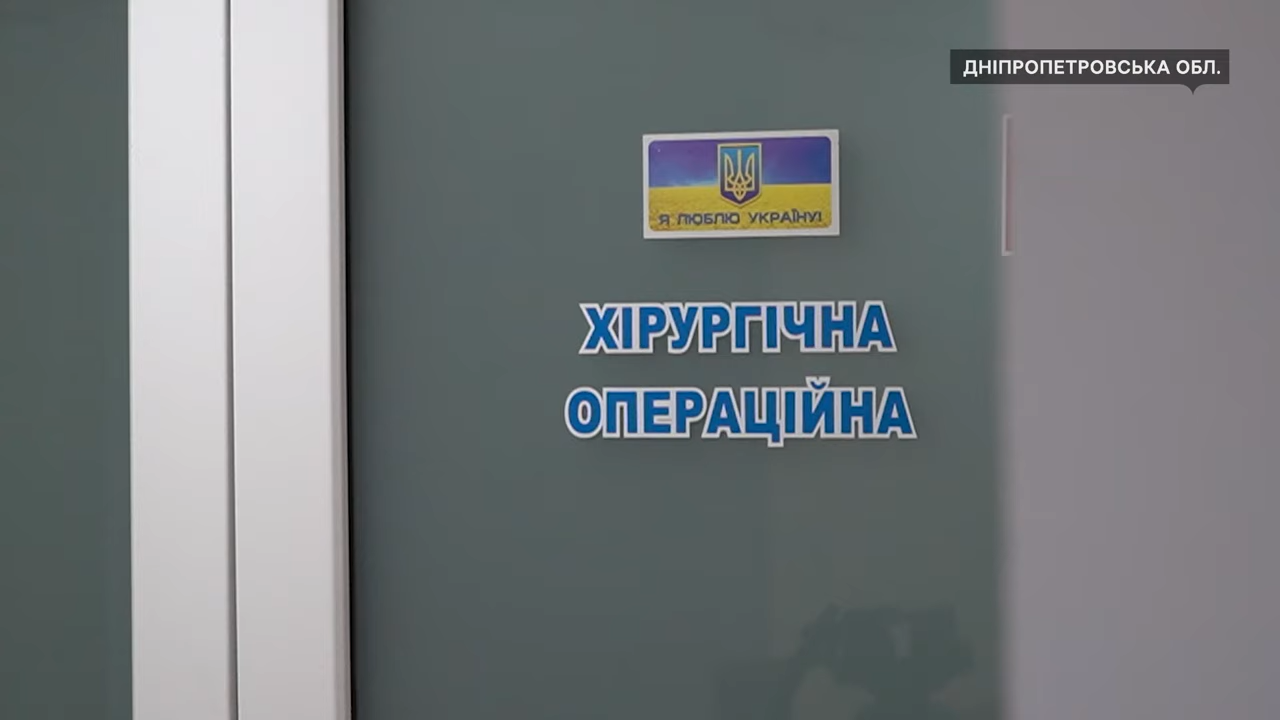 ДНІПРОПЕТРОВСЬКА ОБЛ.
Я ЛЮБЛЮ УКРАЇНУ!
ХІРУРГІЧНА
ОПЕРАЦІЙНА